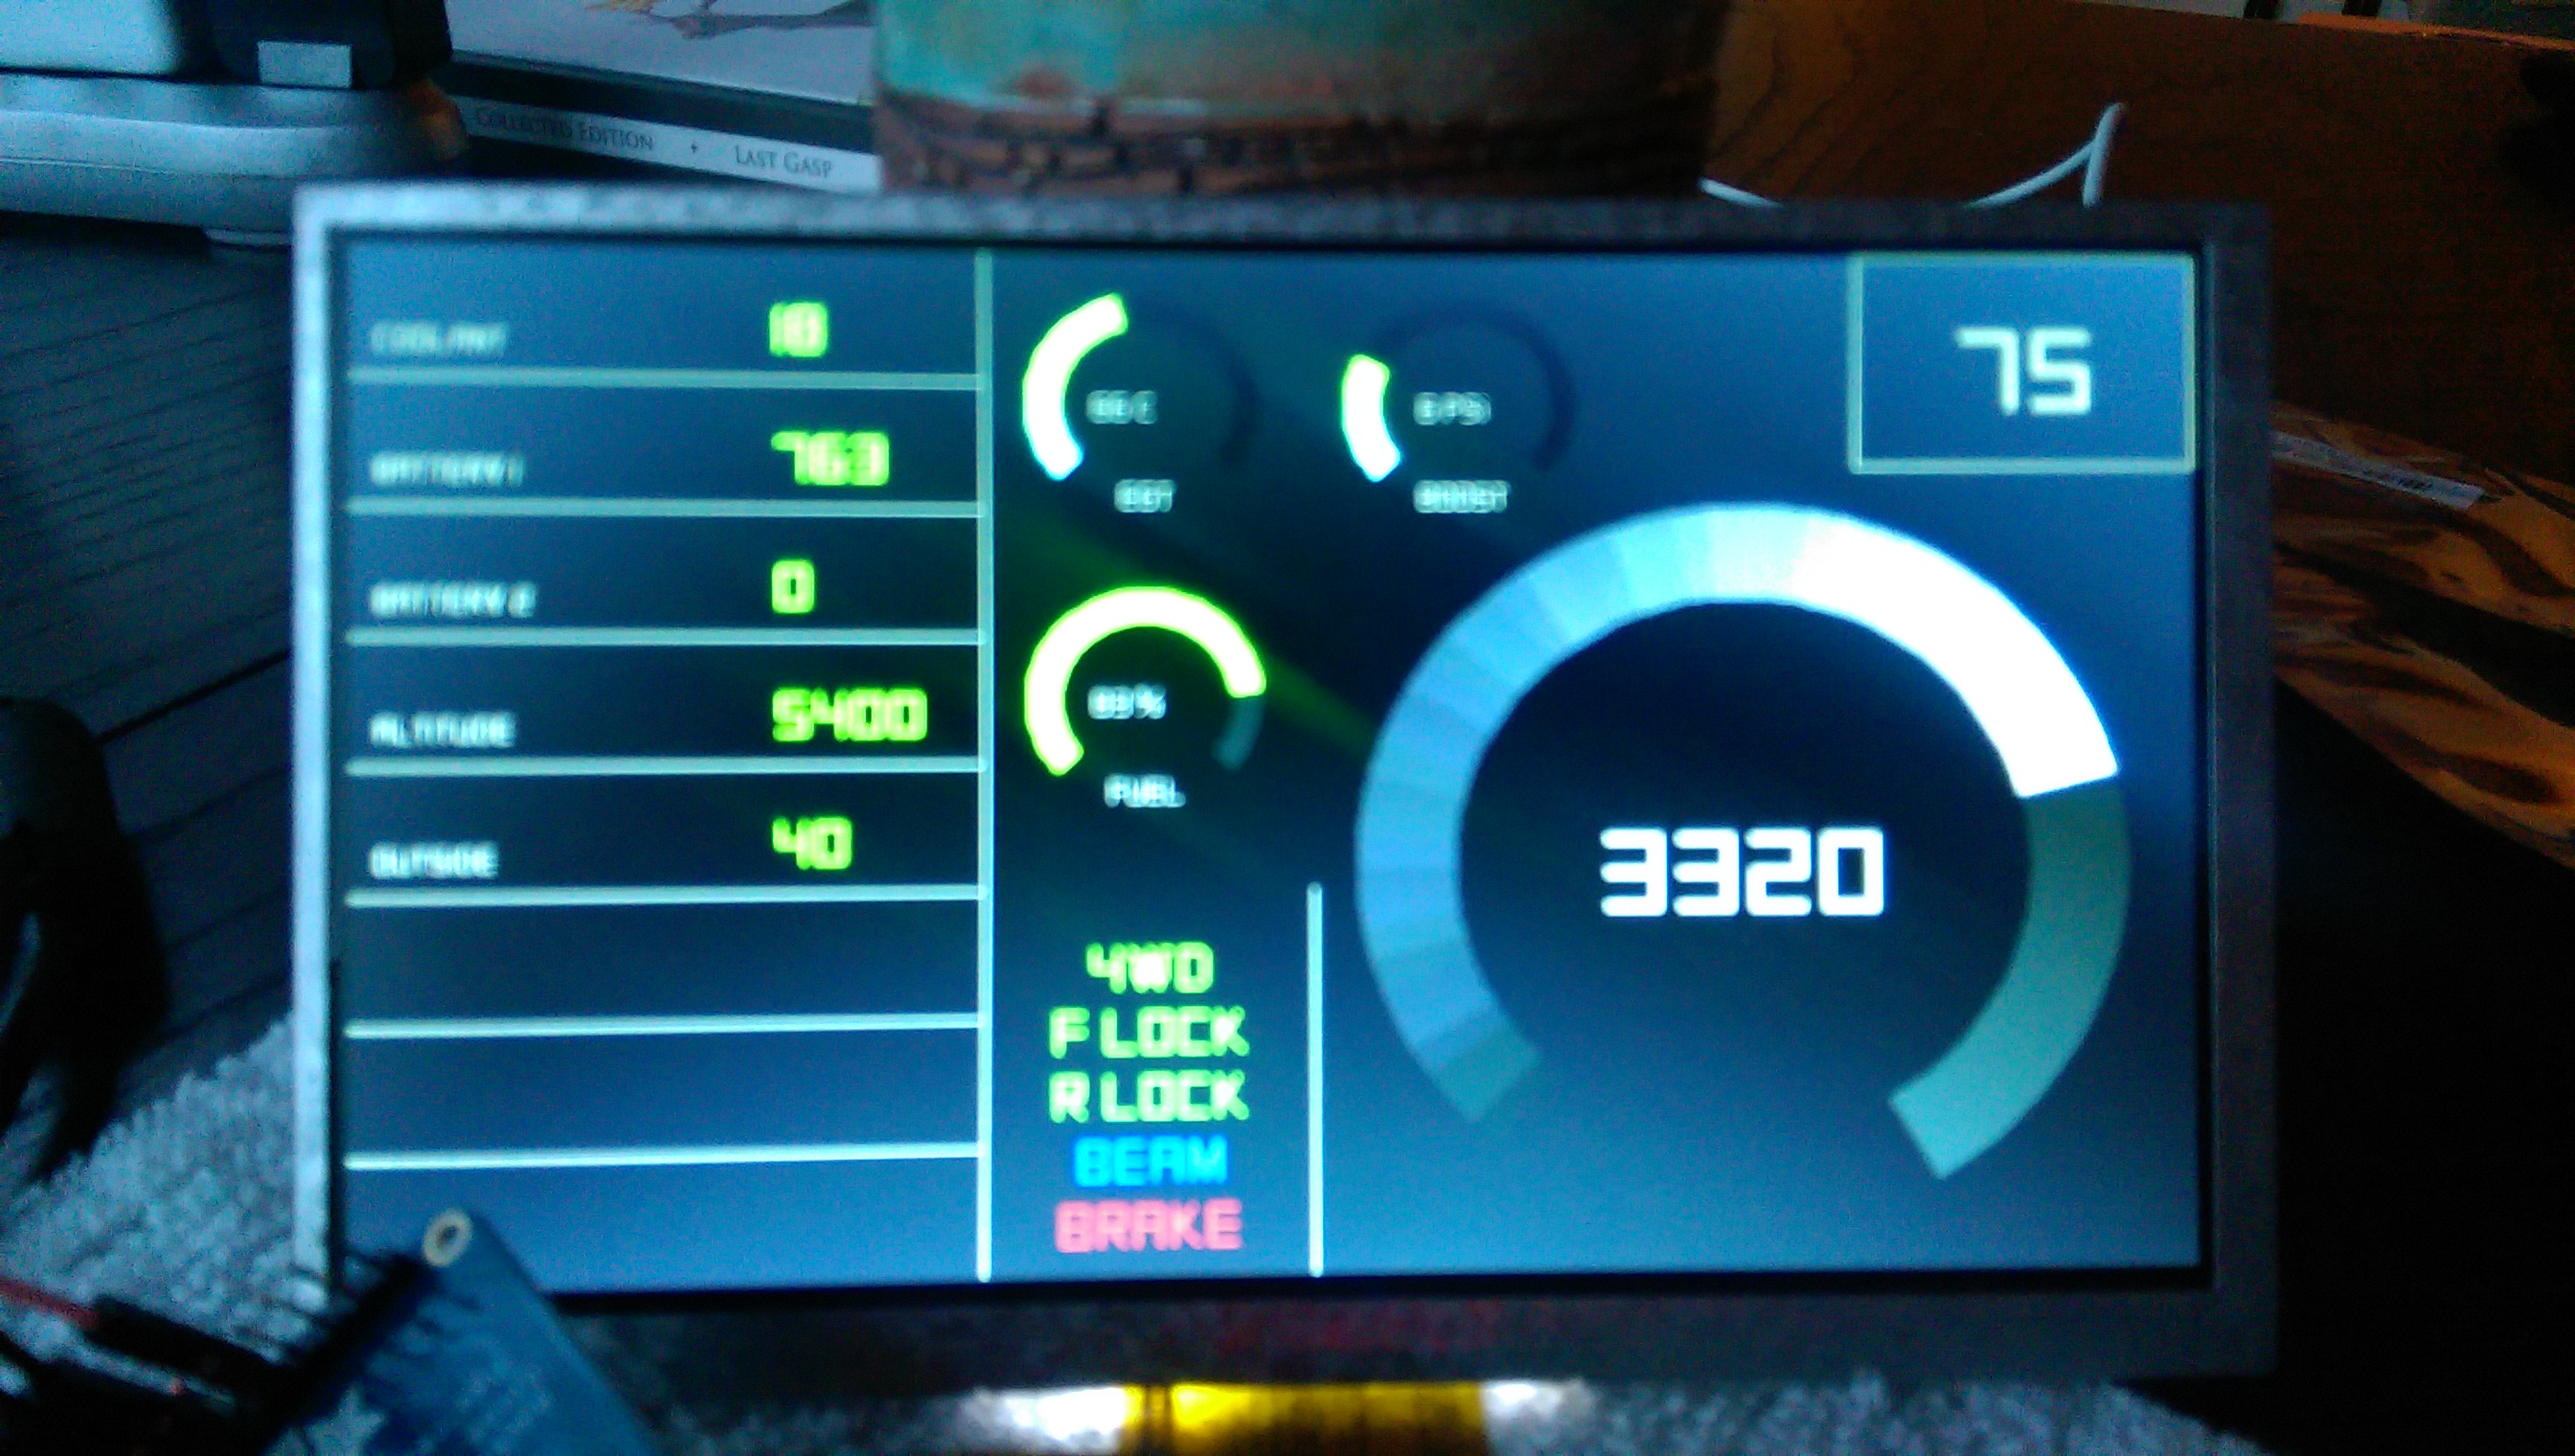 COLLECTED EDITION • LAST GASP
COOLANT 18
BATTERY 1 763
BATTERY 2 0
ALTITUDE 5400
OUTSIDE 40
EGT
BOOST
83%
FUEL
75
3320
4WD
F LOCK
R LOCK
BEAM
BRAKE